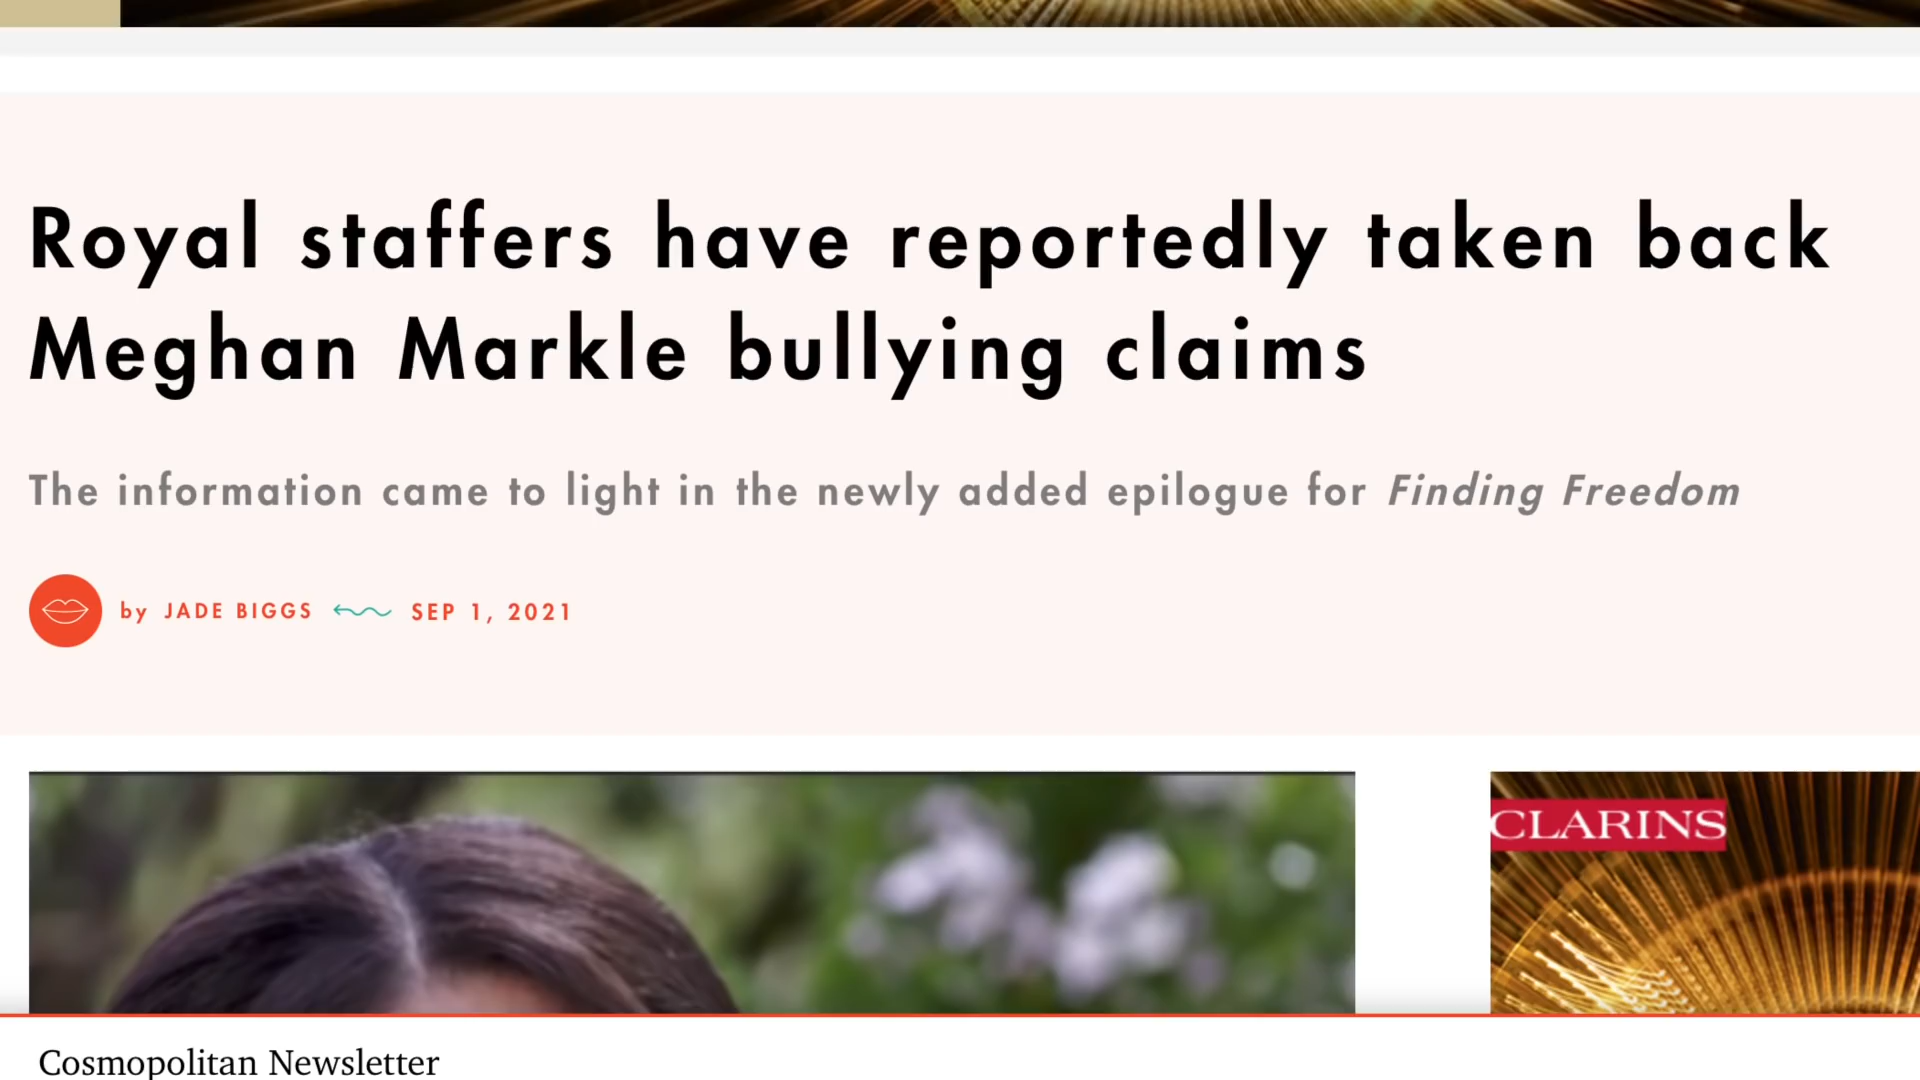 Royal staffers have reportedly taken back
Meghan Markle bullying claims
The information came to light in the newly added epilogue for Finding Freedom
by JADE BIGGS SEP 1, 2021
CLARINS
Cosmopolitan Newsletter